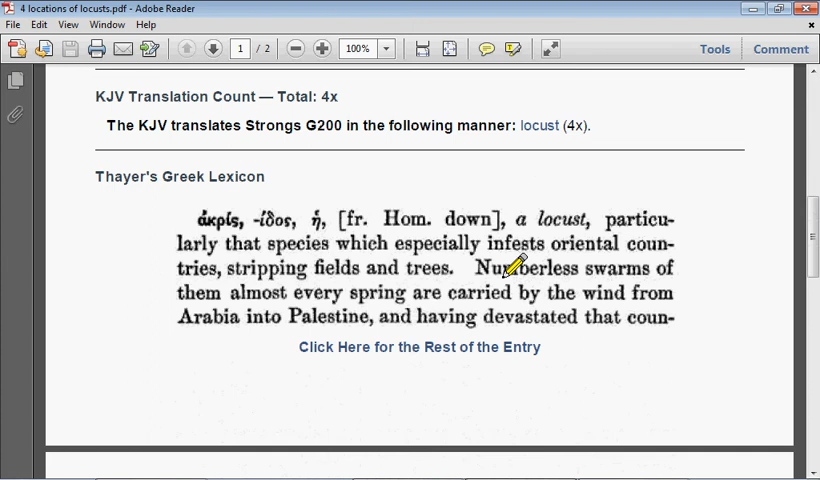 4 locations of locusts.pdf - Adobe Reader
File Edit View Window Help
1 / 2 100% Tools Comment
KJV Translation Count — Total: 4x
The KJV translates Strongs G200 in the following manner: locust (4x).
Thayer's Greek Lexicon
ἀκρίς, -ίδος, ἡ, [fr. Hom. down], a locust, particu-
larly that species which especially infests oriental coun-
tries, stripping fields and trees. Numberless swarms of
them almost every spring are carried by the wind from
Arabia into Palestine, and having devastated that coun-
Click Here for the Rest of the Entry